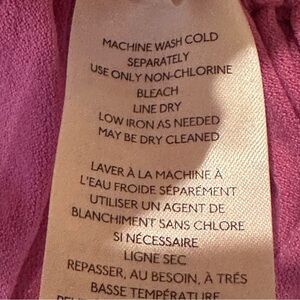 MACHINE WASH COLD
SEPARATELY
USE ONLY NON-CHLORINE
BLEACH
LINE DRY
LOW IRON AS NEEDED
MAY BE DRY CLEANED
LAVER À LA MACHINE À
L'EAU FROIDE SÉPARÉMENT
UTILISER UN AGENT DE
BLANCHIMENT SANS CHLORE
SI NÉCESSAIRE
LIGNE SEC
REPASSER, AU BESOIN, À TRÉS
BASSE TEMPÉRATURE